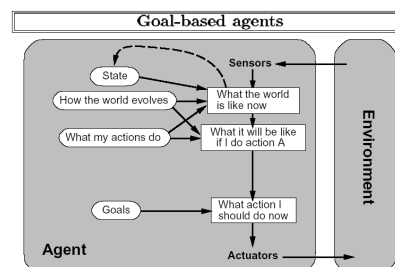 Goal-based agents
Sensors
State
What the world
is like now
How the world evolves
What my actions do
What it will be like
if I do action A
Goals
What action I
should do now
Agent
Actuators
Environment